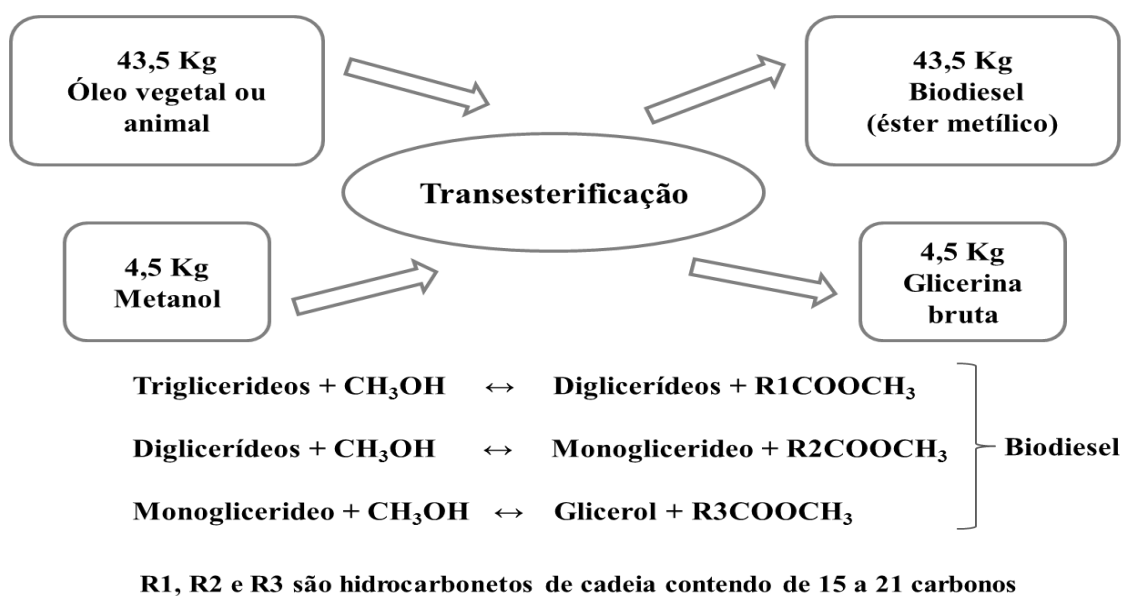 43,5 Kg
Óleo vegetal ou
animal
43,5 Kg
Biodiesel
(éster metílico)
Transesterificação
4,5 Kg
Metanol
4,5 Kg
Glicerina
bruta
Triglicerideos + CH₃OH ↔ Diglicerídeos + R1COOCH₃
Diglicerídeos + CH₃OH ↔ Monoglicerideo + R2COOCH₃
Biodiesel
Monoglicerideo + CH₃OH ↔ Glicerol + R3COOCH₃
R1, R2 e R3 são hidrocarbonetos de cadeia contendo de 15 a 21 carbonos